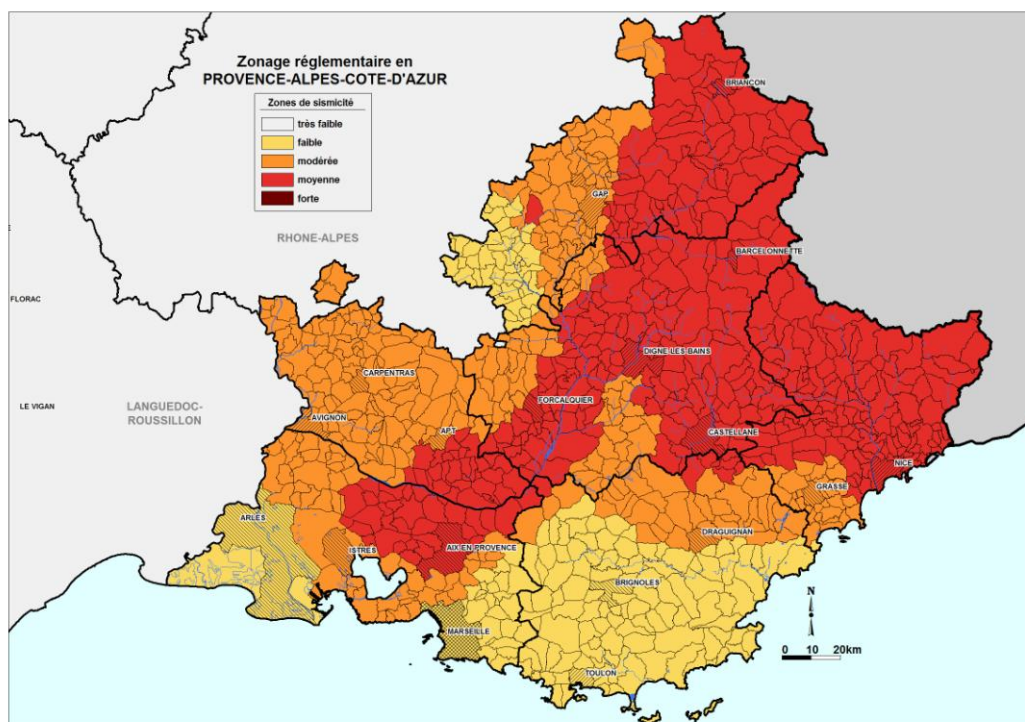 Zonage réglementaire en
PROVENCE-ALPES-COTE-D'AZUR
Zones de sismicité
très faible
faible
modérée
moyenne
forte
BRIANCON
GAP
RHONE-ALPES
BARCELONNETTE
FLORAC
DIGNE-LES-BAINS
CARPENTRAS
FORCALQUIER
LE VIGAN
LANGUEDOC-
ROUSSILLON
AVIGNON
APT
CASTELLANE
NICE
GRASSE
ARLES
DRAGUIGNAN
ISTRES
AIX-EN-PROVENCE
BRIGNOLES
N
MARSEILLE
0 10 20km
TOULON